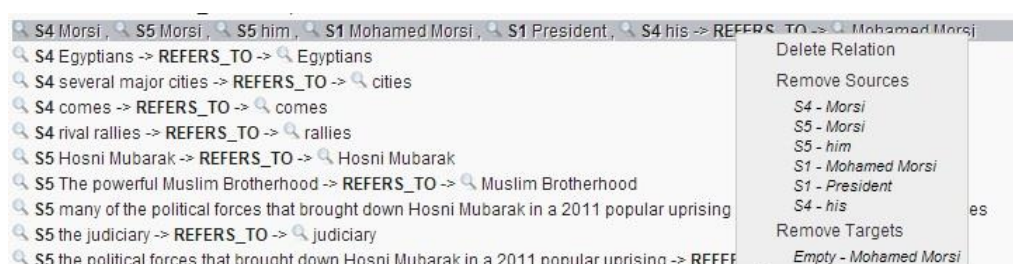 S4 Morsi , S5 Morsi , S5 him , S1 Mohamed Morsi , S1 President , S4 his -> REFERS_TO -> Mohamed Morsi
S4 Egyptians -> REFERS_TO -> Egyptians
S4 several major cities -> REFERS_TO -> cities
S4 comes -> REFERS_TO -> comes
S4 rival rallies -> REFERS_TO -> rallies
S5 Hosni Mubarak -> REFERS_TO -> Hosni Mubarak
S5 The powerful Muslim Brotherhood -> REFERS_TO -> Muslim Brotherhood
S5 many of the political forces that brought down Hosni Mubarak in a 2011 popular uprising es
S5 the judiciary -> REFERS_TO -> judiciary
S5 the political forces that brought down Hosni Mubarak in a 2011 popular uprising -> REFE
Delete Relation
Remove Sources
S4 - Morsi
S5 - Morsi
S5 - him
S1 - Mohamed Morsi
S1 - President
S4 - his
Remove Targets
Empty - Mohamed Morsi